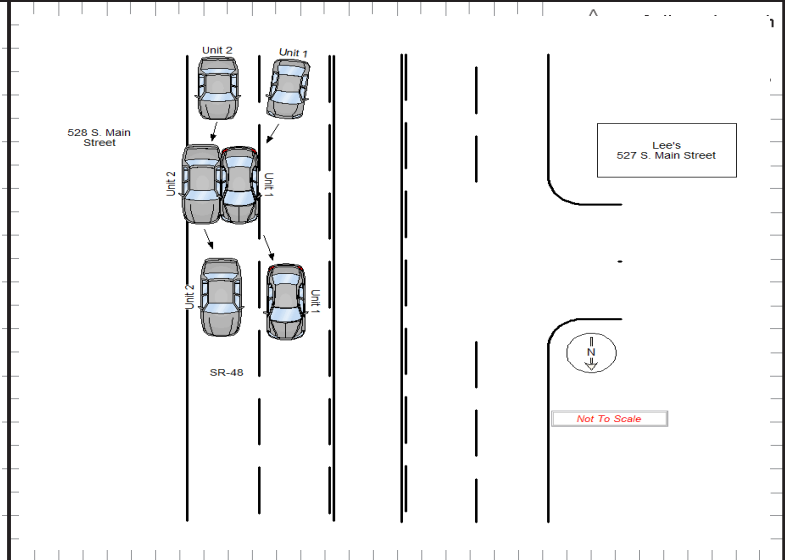 Unit 2
Unit 1
528 S. Main
Street
Lee's
527 S. Main Street
Unit 2
Unit 1
Unit 2
Unit 1
N
SR-48
Not To Scale